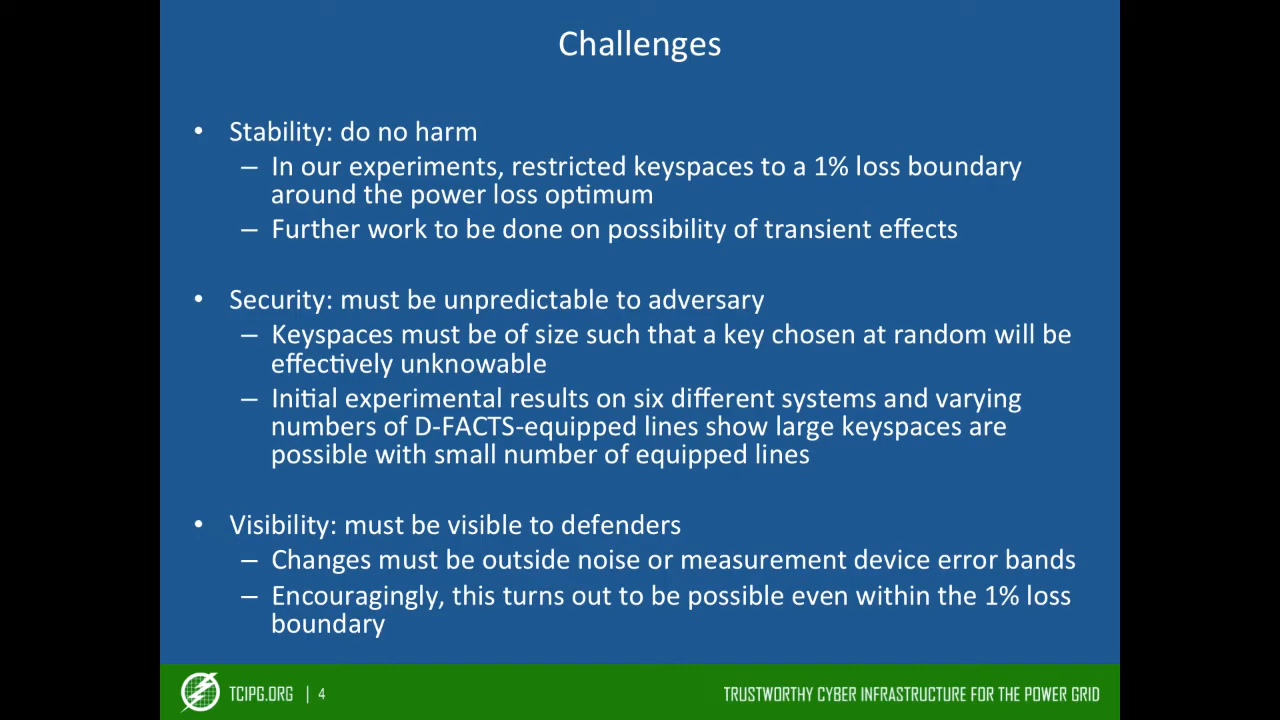 Challenges
• Stability: do no harm
– In our experiments, restricted keyspaces to a 1% loss boundary
around the power loss optimum
– Further work to be done on possibility of transient effects
• Security: must be unpredictable to adversary
– Keyspaces must be of size such that a key chosen at random will be
effectively unknowable
– Initial experimental results on six different systems and varying
numbers of D-FACTS-equipped lines show large keyspaces are
possible with small number of equipped lines
• Visibility: must be visible to defenders
– Changes must be outside noise or measurement device error bands
– Encouragingly, this turns out to be possible even within the 1% loss
boundary
TCIPG.ORG | 4
TRUSTWORTHY CYBER INFRASTRUCTURE FOR THE POWER GRID